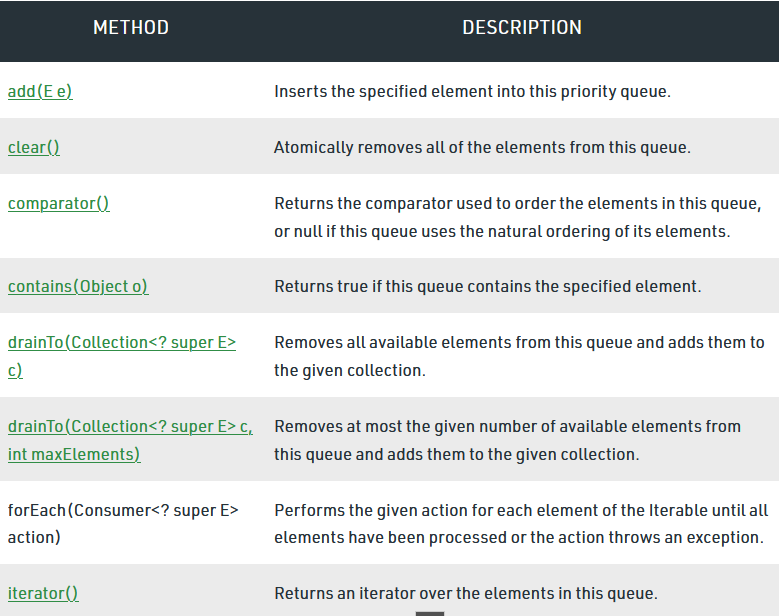 METHOD DESCRIPTION
add(E e) Inserts the specified element into this priority queue.
clear() Atomically removes all of the elements from this queue.
comparator() Returns the comparator used to order the elements in this queue,
or null if this queue uses the natural ordering of its elements.
contains(Object o) Returns true if this queue contains the specified element.
drainTo(Collection<? super E> Removes all available elements from this queue and adds them to
c) the given collection.
drainTo(Collection<? super E> c, Removes at most the given number of available elements from
int maxElements) this queue and adds them to the given collection.
forEach(Consumer<? super E> Performs the given action for each element of the Iterable until all
action) elements have been processed or the action throws an exception.
iterator() Returns an iterator over the elements in this queue.